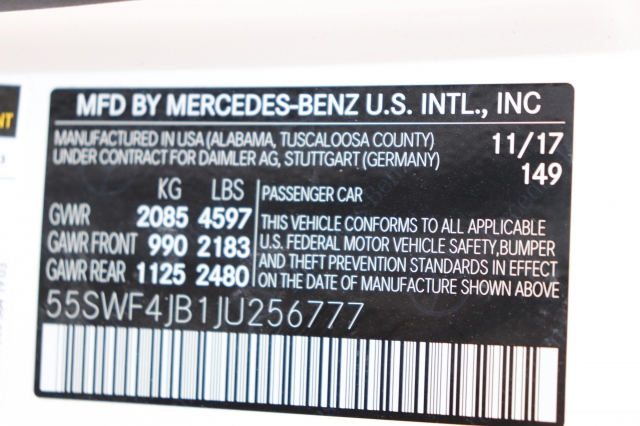 MFD BY MERCEDES-BENZ U.S. INTL., INC
MANUFACTURED IN USA (ALABAMA, TUSCALOOSA COUNTY) 11/17
UNDER CONTRACT FOR DAIMLER AG, STUTTGART (GERMANY) 149
KG LBS
GVWR 2085 4597
GAWR FRONT 990 2183
GAWR REAR 1125 2480
PASSENGER CAR
THIS VEHICLE CONFORMS TO ALL APPLICABLE
U.S. FEDERAL MOTOR VEHICLE SAFETY,BUMPER
AND THEFT PREVENTION STANDARDS IN EFFECT
ON THE DATE OF MANUFACTURE SHOWN ABOVE
55SWF4JB1JU256777